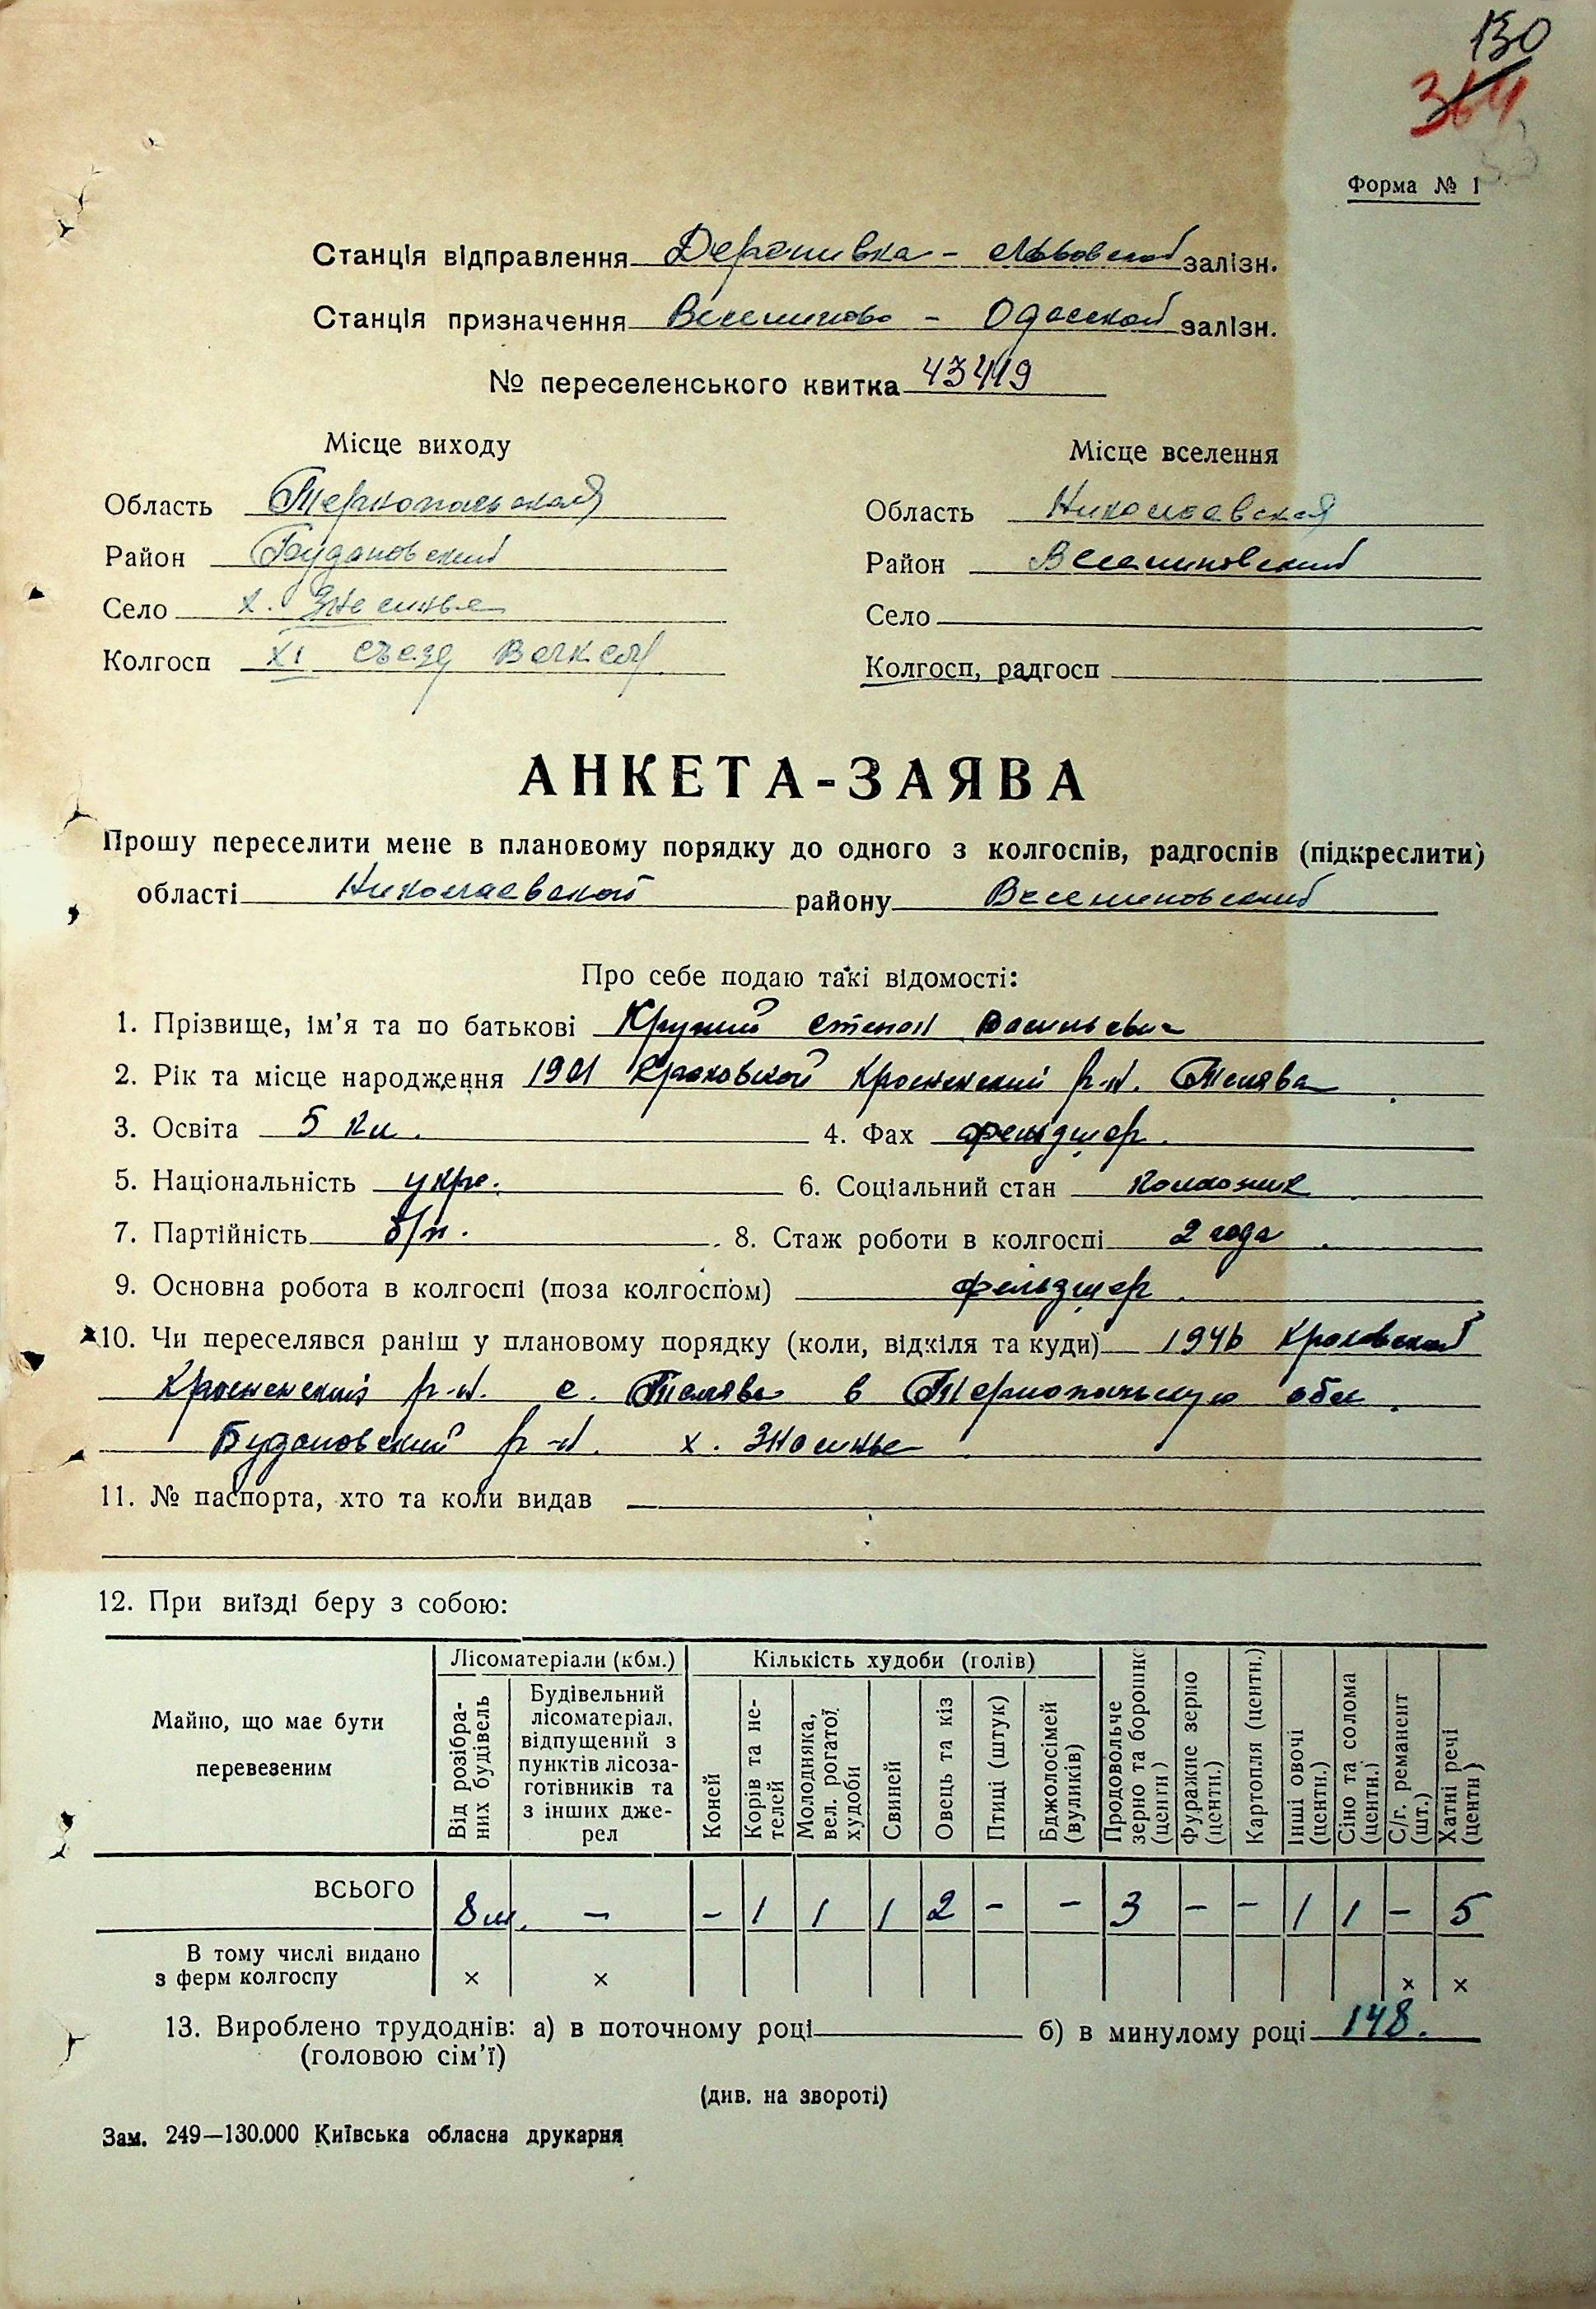 130
364
Форма № 1
Станція відправлення Деренивка - Львовской залізн.
Станція призначення Веселиново - Одесской залізн.
№ переселенського квитка 43419
Місце виходу
Місце вселення
Область Тернопольская
Область Николаевская
Район Будановский
Район Веселиновский
Село х.
Село
Колгосп XI съезд
Колгосп, радгосп
АНКЕТА-ЗАЯВА
Прошу переселити мене в плановому порядку до одного з колгоспів, радгоспів (підкреслити)
області Николаевской району Веселиновский
Про себе подаю такі відомості:
1. Прізвище, ім'я та по батькові Степан Васильевич
2. Рік та місце народження 1901 Краковской Кросненский р-н. Телява
3. Освіта 5 кл. 4. Фах фельдшер.
5. Національність укр. 6. Соціальний стан колхозник
7. Партійність б/п. 8. Стаж роботи в колгоспі 2 года
9. Основна робота в колгоспі (поза колгоспом) фельдшер
10. Чи переселявся раніш у плановому порядку (коли, відкіля та куди) 1946 Краковской
Кросненский р-н. с. Телява в Тернопольскую обл.
Будановский р-н. х.
11. № паспорта, хто та коли видав
12. При виїзді беру з собою:
Майно, що має бути перевезеним
Лісоматеріали (кбм.)
Кількість худоби (голів)
Від розібраних будівель
Будівельний лісоматеріал, відпущений з пунктів лісозаготівників та з інших джерел
Коней
Корів та нетелей
Молодняка, вел. рогатої худоби
Свиней
Овець та кіз
Птиці (штук)
Бджолосімей (вуликів)
Продовольче зерно та борошно (центн)
Фуражне зерно (центн.)
Картопля (центн.)
Інші овочі (центн.)
Сіно та солома (центн.)
С/г. реманент (шт.)
Хатні речі (центн)
ВСЬОГО 8 м. – – 1 1 1 2 – – 3 – – 1 1 – 5
В тому числі видано
з ферм колгоспу × × × ×
13. Вироблено трудоднів: а) в поточному році б) в минулому році 148.
(головою сім'ї)
(див. на звороті)
Зам. 249—130.000 Київська обласна друкарня